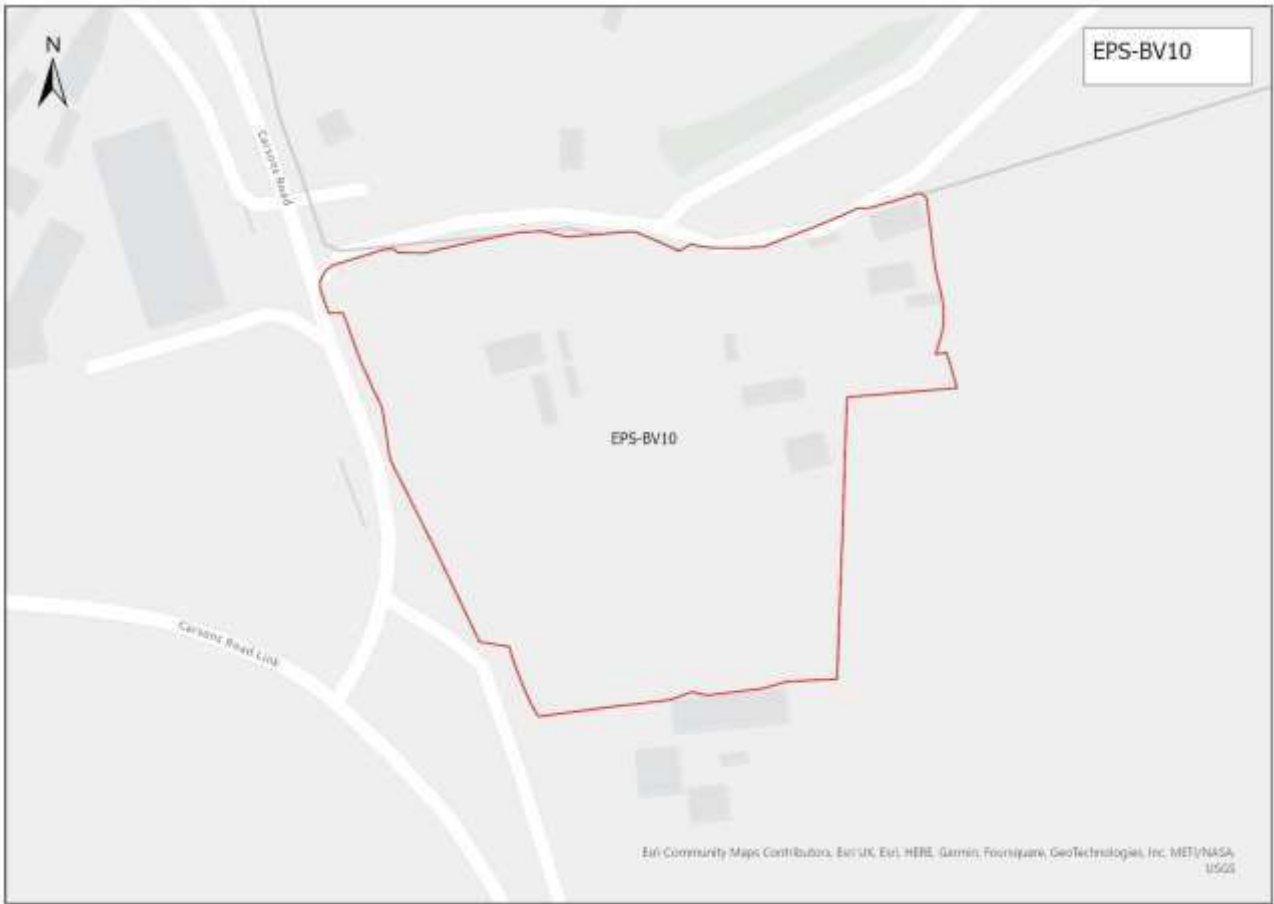 N
EPS-BV10
Carsons Road
EPS-BV10
Carsons Road Link
Esri Community Maps Contributors, Esri UK, Esri, HERE, Garmin, Foursquare, GeoTechnologies, Inc, METI/NASA,
USGS